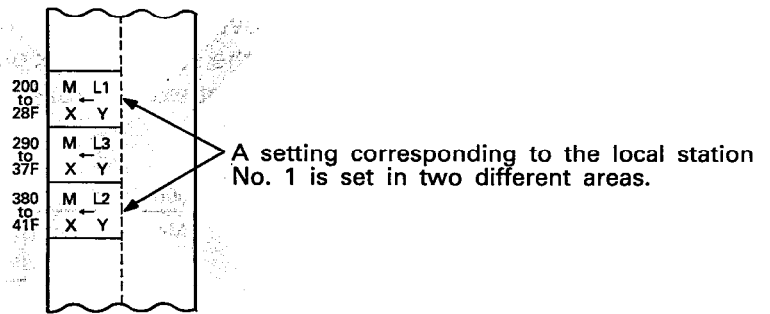 200
to
28F
M L1
←
X Y
290
to
37F
M L3
←
X Y
380
to
41F
M L2
←
X Y
A setting corresponding to the local station
No. 1 is set in two different areas.